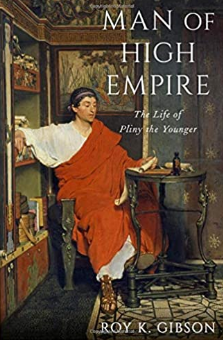 MAN OF
HIGH
EMPIRE
The Life of
Pliny the Younger
ROY K. GIBSON